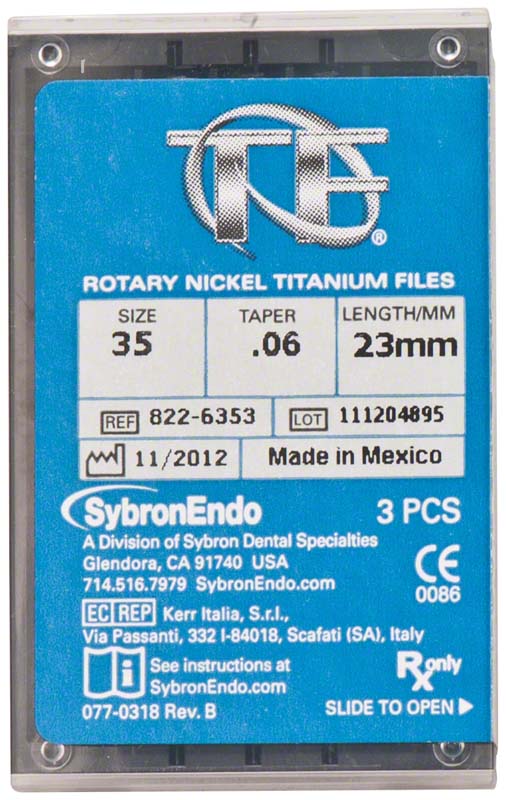 TF®
ROTARY NICKEL TITANIUM FILES
SIZE TAPER LENGTH/MM
35 .06 23mm
REF 822-6353 LOT 111204895
11/2012 Made in Mexico
SybronEndo 3 PCS
A Division of Sybron Dental Specialties
Glendora, CA 91740 USA
714.516.7979 SybronEndo.com
CE
0086
EC REP Kerr Italia, S.r.l.,
Via Passanti, 332 I-84018, Scafati (SA), Italy
i See instructions at
SybronEndo.com
Rx only
077-0318 Rev. B SLIDE TO OPEN